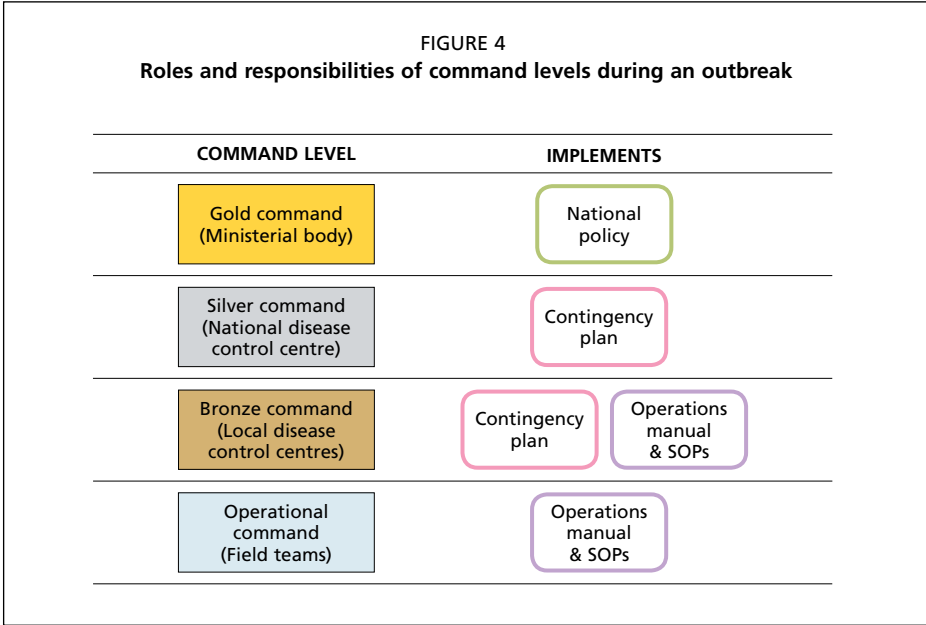 FIGURE 4
Roles and responsibilities of command levels during an outbreak
COMMAND LEVEL
IMPLEMENTS
Gold command
(Ministerial body)
National
policy
Silver command
(National disease
control centre)
Contingency
plan
Bronze command
(Local disease
control centres)
Contingency
plan
Operations
manual
& SOPs
Operational
command
(Field teams)
Operations
manual
& SOPs